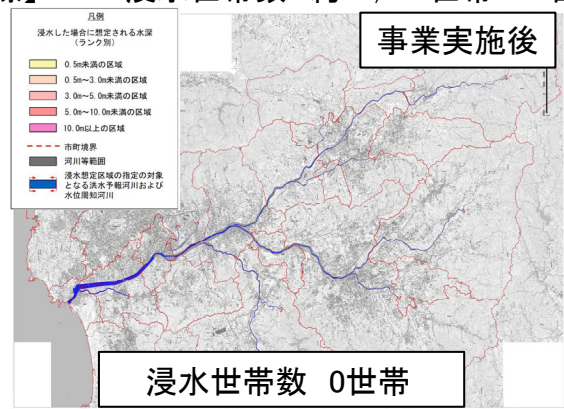 凡例
浸水した場合に想定される水深
(ランク別)
0.5m未満の区域
0.5m~3.0m未満の区域
3.0m~5.0m未満の区域
5.0m~10.0m未満の区域
10.0m以上の区域
市町境界
河川等範囲
浸水想定区域の指定の対象
となる洪水予報河川および
水位周知河川
事業実施後
浸水世帯数 0世帯